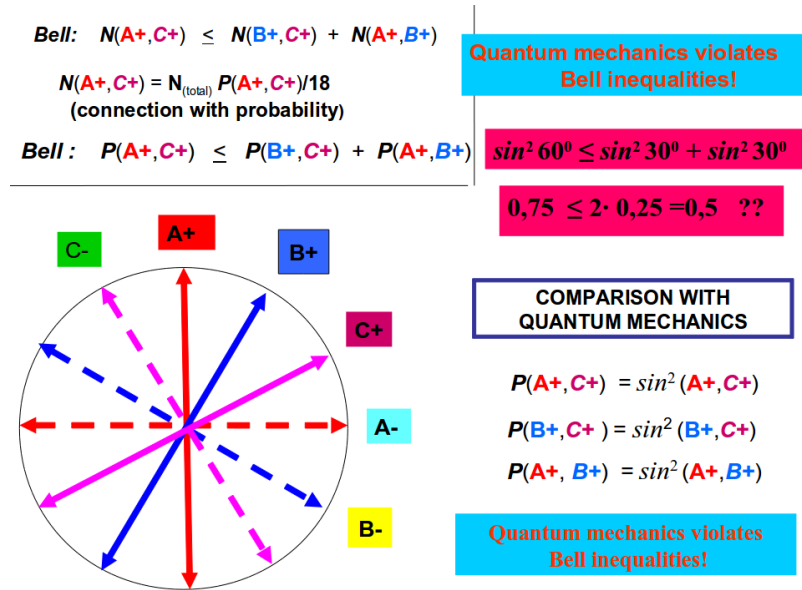 Bell: N(A+,C+) ≤ N(B+,C+) + N(A+,B+)
N(A+,C+) = N(total) P(A+,C+)/18
(connection with probability)
Bell : P(A+,C+) ≤ P(B+,C+) + P(A+,B+)
Quantum mechanics violates
Bell inequalities!
sin² 60⁰ ≤ sin² 30⁰ + sin² 30⁰
0,75 ≤ 2· 0,25 =0,5 ??
A+
C-
B+
C+
A-
B-
COMPARISON WITH
QUANTUM MECHANICS
P(A+,C+) = sin² (A+,C+)
P(B+,C+ ) = sin² (B+,C+)
P(A+, B+) = sin² (A+,B+)
Quantum mechanics violates
Bell inequalities!